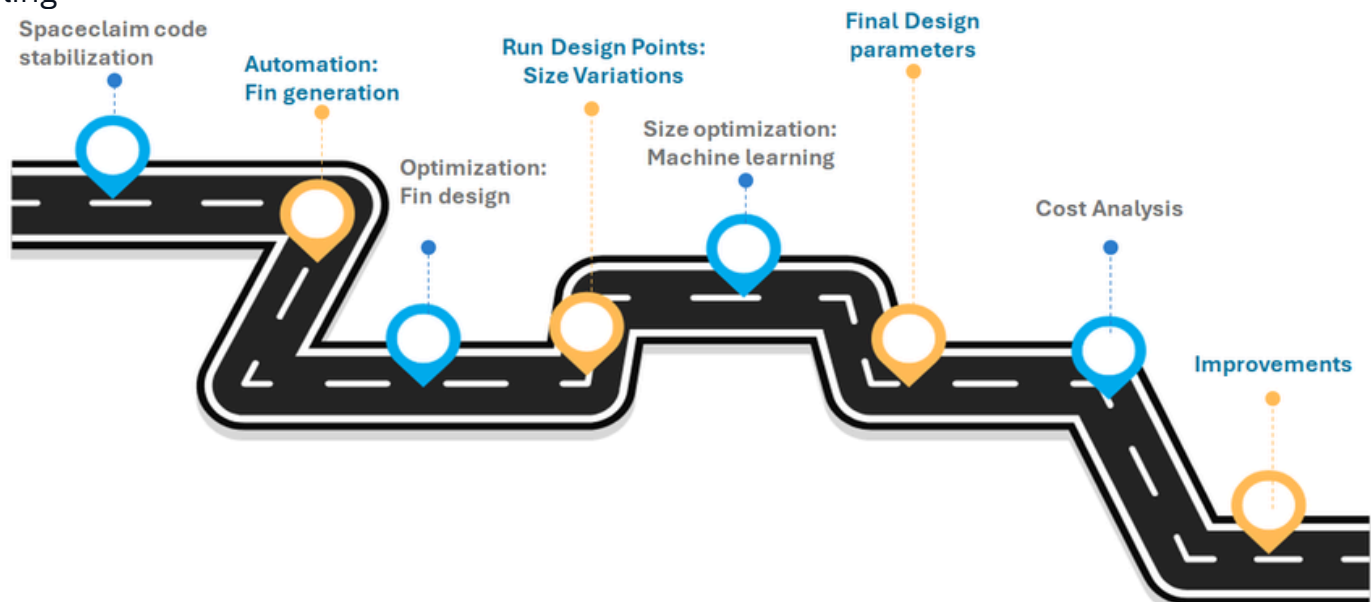 Spaceclaim code
stabilization
Automation:
Fin generation
Optimization:
Fin design
Run Design Points:
Size Variations
Size optimization:
Machine learning
Final Design
parameters
Cost Analysis
Improvements